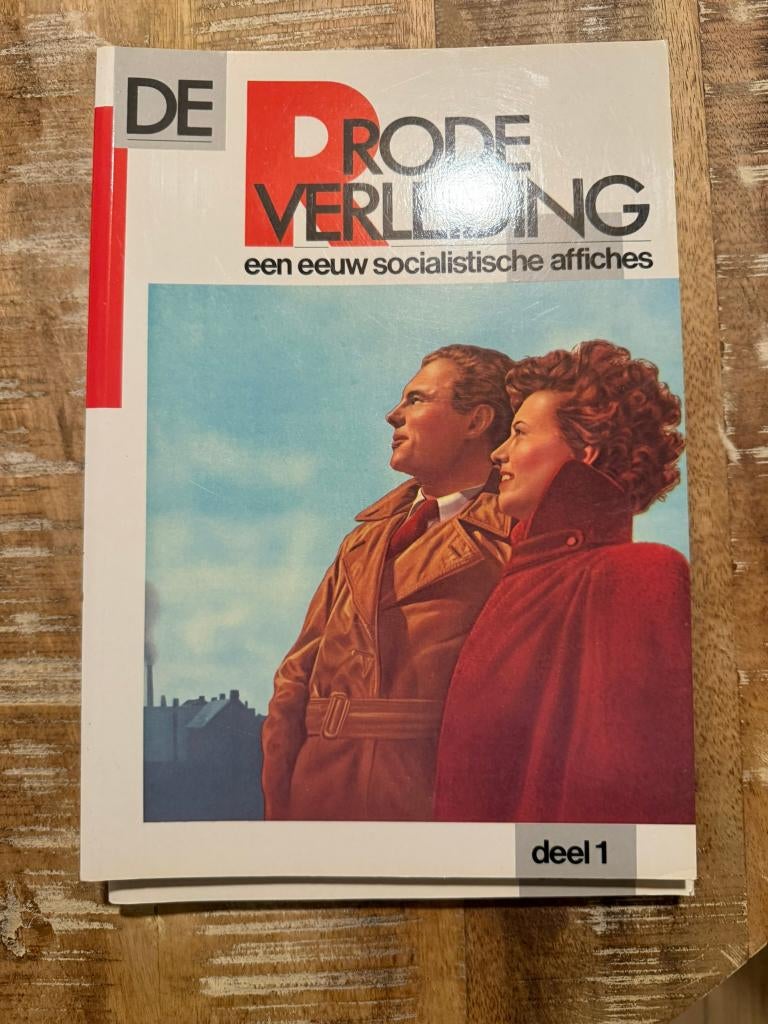 DE RODE
VERLEIDING
een eeuw socialistische affiches
deel 1